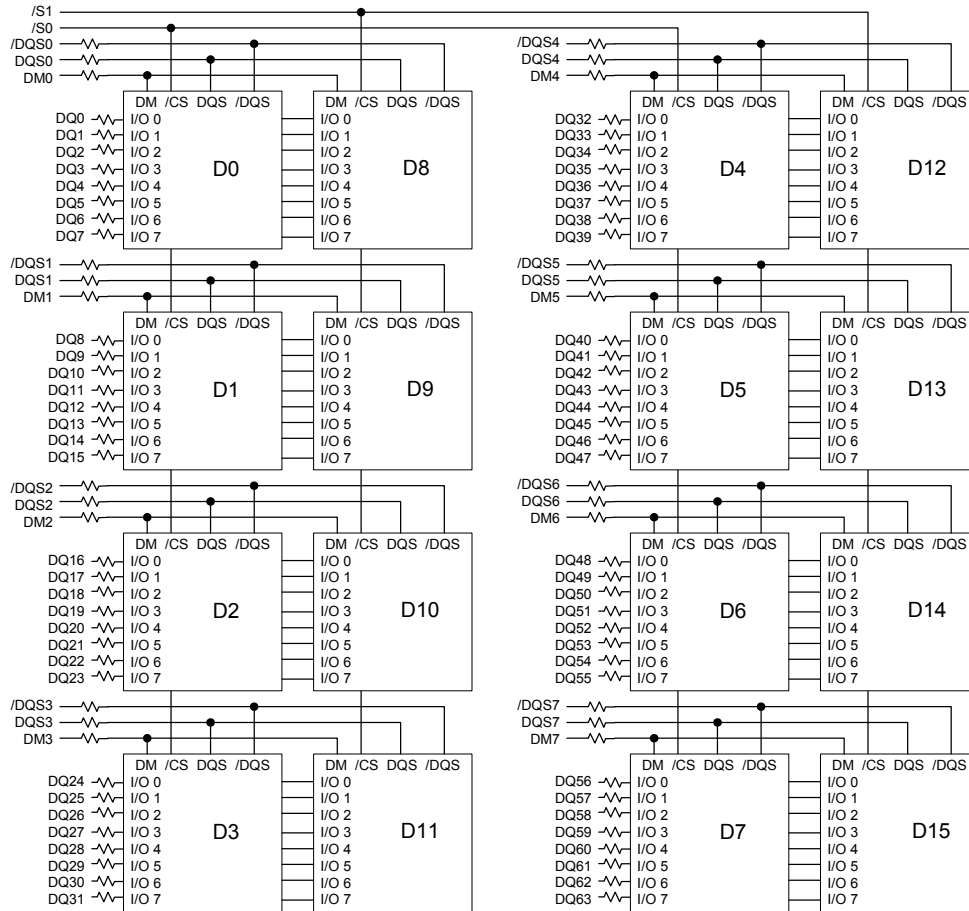 /S1
/S0
/DQS0
DQS0
DM0
DM /CS DQS /DQS
DQ0 I/O 0
DQ1 I/O 1
DQ2 I/O 2
DQ3 I/O 3
DQ4 I/O 4
DQ5 I/O 5
DQ6 I/O 6
DQ7 I/O 7
D0
DM /CS DQS /DQS
I/O 0
I/O 1
I/O 2
I/O 3
I/O 4
I/O 5
I/O 6
I/O 7
D8
/DQS1
DQS1
DM1
DM /CS DQS /DQS
DQ8 I/O 0
DQ9 I/O 1
DQ10 I/O 2
DQ11 I/O 3
DQ12 I/O 4
DQ13 I/O 5
DQ14 I/O 6
DQ15 I/O 7
D1
DM /CS DQS /DQS
I/O 0
I/O 1
I/O 2
I/O 3
I/O 4
I/O 5
I/O 6
I/O 7
D9
/DQS2
DQS2
DM2
DM /CS DQS /DQS
DQ16 I/O 0
DQ17 I/O 1
DQ18 I/O 2
DQ19 I/O 3
DQ20 I/O 4
DQ21 I/O 5
DQ22 I/O 6
DQ23 I/O 7
D2
DM /CS DQS /DQS
I/O 0
I/O 1
I/O 2
I/O 3
I/O 4
I/O 5
I/O 6
I/O 7
D10
/DQS3
DQS3
DM3
DM /CS DQS /DQS
DQ24 I/O 0
DQ25 I/O 1
DQ26 I/O 2
DQ27 I/O 3
DQ28 I/O 4
DQ29 I/O 5
DQ30 I/O 6
DQ31 I/O 7
D3
DM /CS DQS /DQS
I/O 0
I/O 1
I/O 2
I/O 3
I/O 4
I/O 5
I/O 6
I/O 7
D11
/DQS4
DQS4
DM4
DM /CS DQS /DQS
DQ32 I/O 0
DQ33 I/O 1
DQ34 I/O 2
DQ35 I/O 3
DQ36 I/O 4
DQ37 I/O 5
DQ38 I/O 6
DQ39 I/O 7
D4
DM /CS DQS /DQS
I/O 0
I/O 1
I/O 2
I/O 3
I/O 4
I/O 5
I/O 6
I/O 7
D12
/DQS5
DQS5
DM5
DM /CS DQS /DQS
DQ40 I/O 0
DQ41 I/O 1
DQ42 I/O 2
DQ43 I/O 3
DQ44 I/O 4
DQ45 I/O 5
DQ46 I/O 6
DQ47 I/O 7
D5
DM /CS DQS /DQS
I/O 0
I/O 1
I/O 2
I/O 3
I/O 4
I/O 5
I/O 6
I/O 7
D13
/DQS6
DQS6
DM6
DM /CS DQS /DQS
DQ48 I/O 0
DQ49 I/O 1
DQ50 I/O 2
DQ51 I/O 3
DQ52 I/O 4
DQ53 I/O 5
DQ54 I/O 6
DQ55 I/O 7
D6
DM /CS DQS /DQS
I/O 0
I/O 1
I/O 2
I/O 3
I/O 4
I/O 5
I/O 6
I/O 7
D14
/DQS7
DQS7
DM7
DM /CS DQS /DQS
DQ56 I/O 0
DQ57 I/O 1
DQ58 I/O 2
DQ59 I/O 3
DQ60 I/O 4
DQ61 I/O 5
DQ62 I/O 6
DQ63 I/O 7
D7
DM /CS DQS /DQS
I/O 0
I/O 1
I/O 2
I/O 3
I/O 4
I/O 5
I/O 6
I/O 7
D15